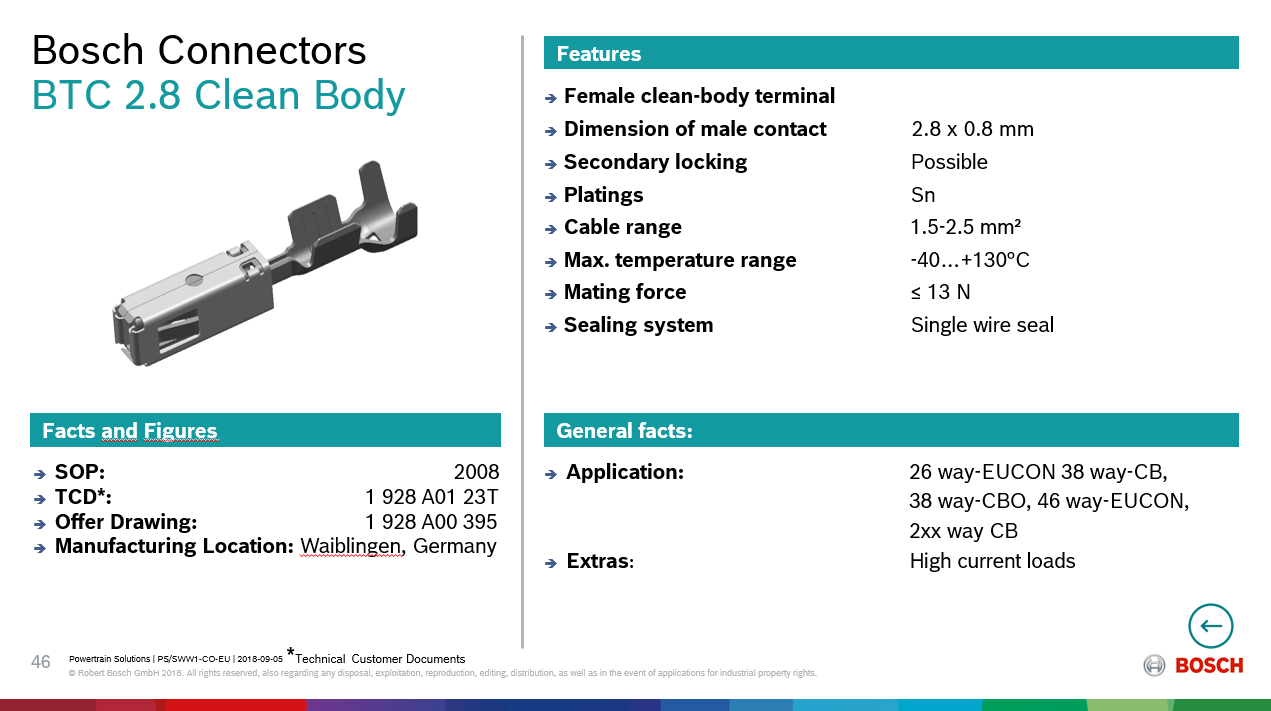 Bosch Connectors
BTC 2.8 Clean Body
Features
Female clean-body terminal
Dimension of male contact 2.8 x 0.8 mm
Secondary locking Possible
Platings Sn
Cable range 1.5-2.5 mm²
Max. temperature range -40…+130°C
Mating force ≤ 13 N
Sealing system Single wire seal
Facts and Figures
SOP: 2008
TCD*: 1 928 A01 23T
Offer Drawing: 1 928 A00 395
Manufacturing Location: Waiblingen, Germany
General facts:
Application: 26 way-EUCON 38 way-CB,
38 way-CBO, 46 way-EUCON,
2xx way CB
Extras: High current loads
46 Powertrain Solutions | PS/SWW1-CO-EU | 2018-09-05 *Technical Customer Documents
© Robert Bosch GmbH 2018. All rights reserved, also regarding any disposal, exploitation, reproduction, editing, distribution, as well as in the event of applications for industrial property rights.
BOSCH